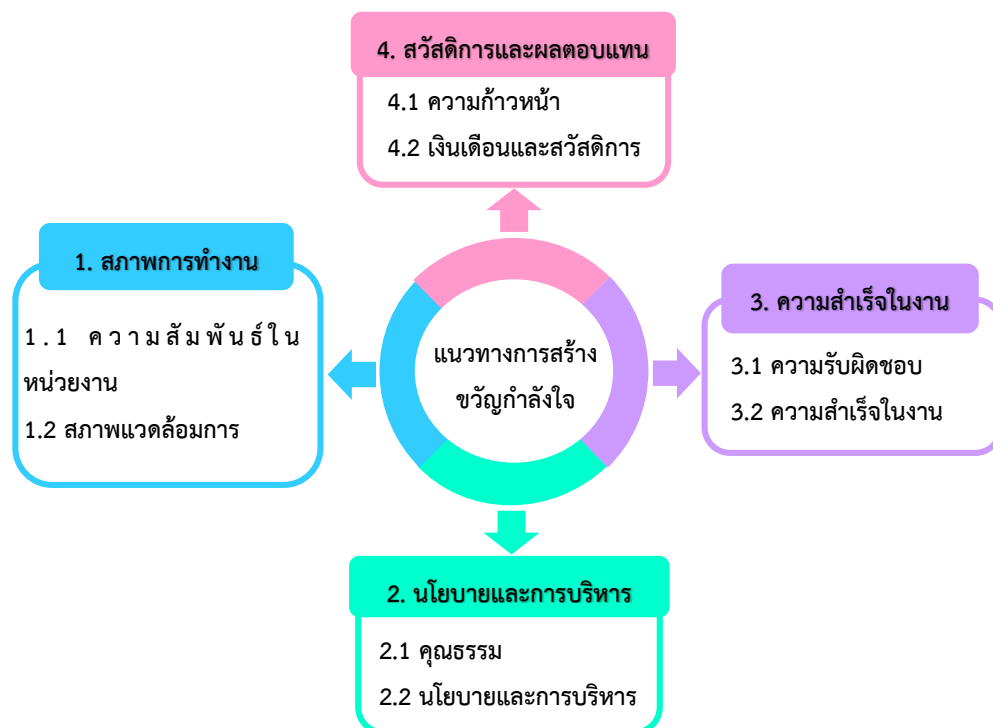 4. สวัสดิการและผลตอบแทน
4.1 ความก้าวหน้า
4.2 เงินเดือนและสวัสดิการ
1. สภาพการทำงาน
1.1 ความสัมพันธ์ใน
หน่วยงาน
1.2 สภาพแวดล้อมการ
แนวทางการสร้าง
ขวัญกำลังใจ
3. ความสำเร็จในงาน
3.1 ความรับผิดชอบ
3.2 ความสำเร็จในงาน
2. นโยบายและการบริหาร
2.1 คุณธรรม
2.2 นโยบายและการบริหาร